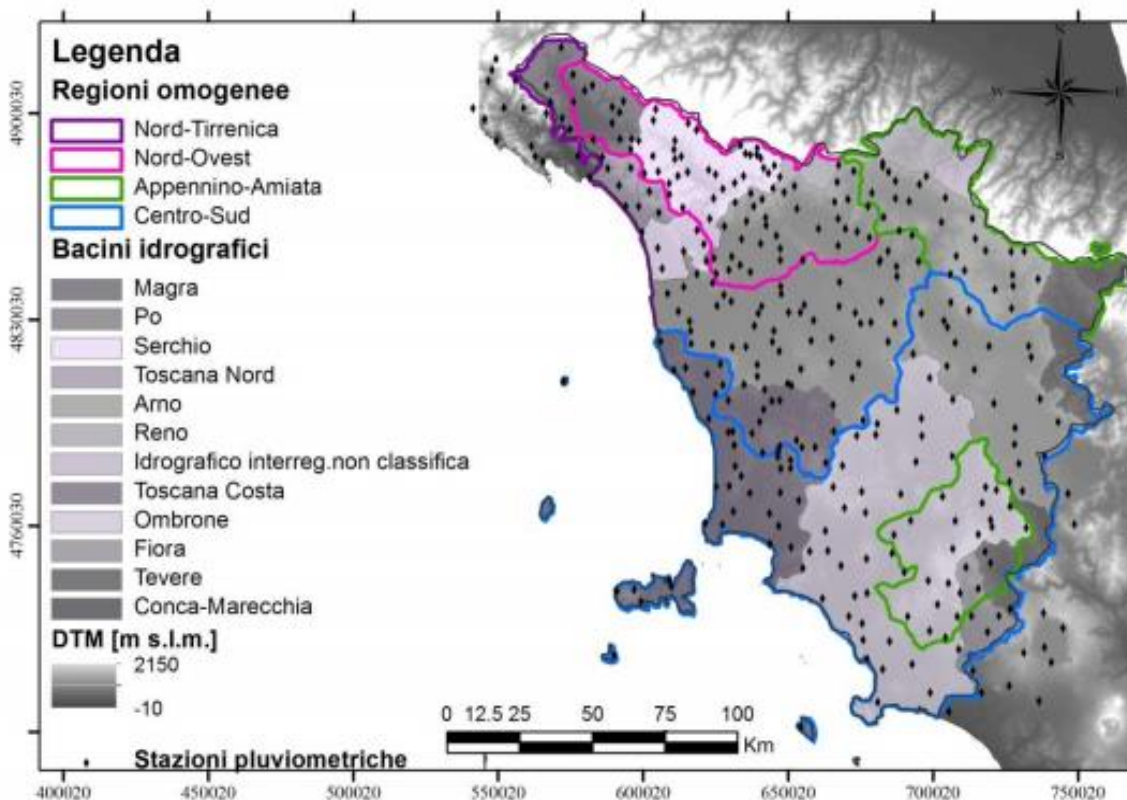 Legenda
Regioni omogenee
Nord-Tirrenica
Nord-Ovest
Appennino-Amiata
Centro-Sud
Bacini idrografici
Magra
Po
Serchio
Toscana Nord
Arno
Reno
Idrografico interreg.non classifica
Toscana Costa
Ombrone
Fiora
Tevere
Conca-Marecchia
DTM [m s.l.m.]
2150
-10
Stazioni pluviometriche
N
W
E
S
0 12.5 25 50 75 100
Km
4900030
4830030
4760030
400020 450020 500020 550020 600020 650020 700020 750020